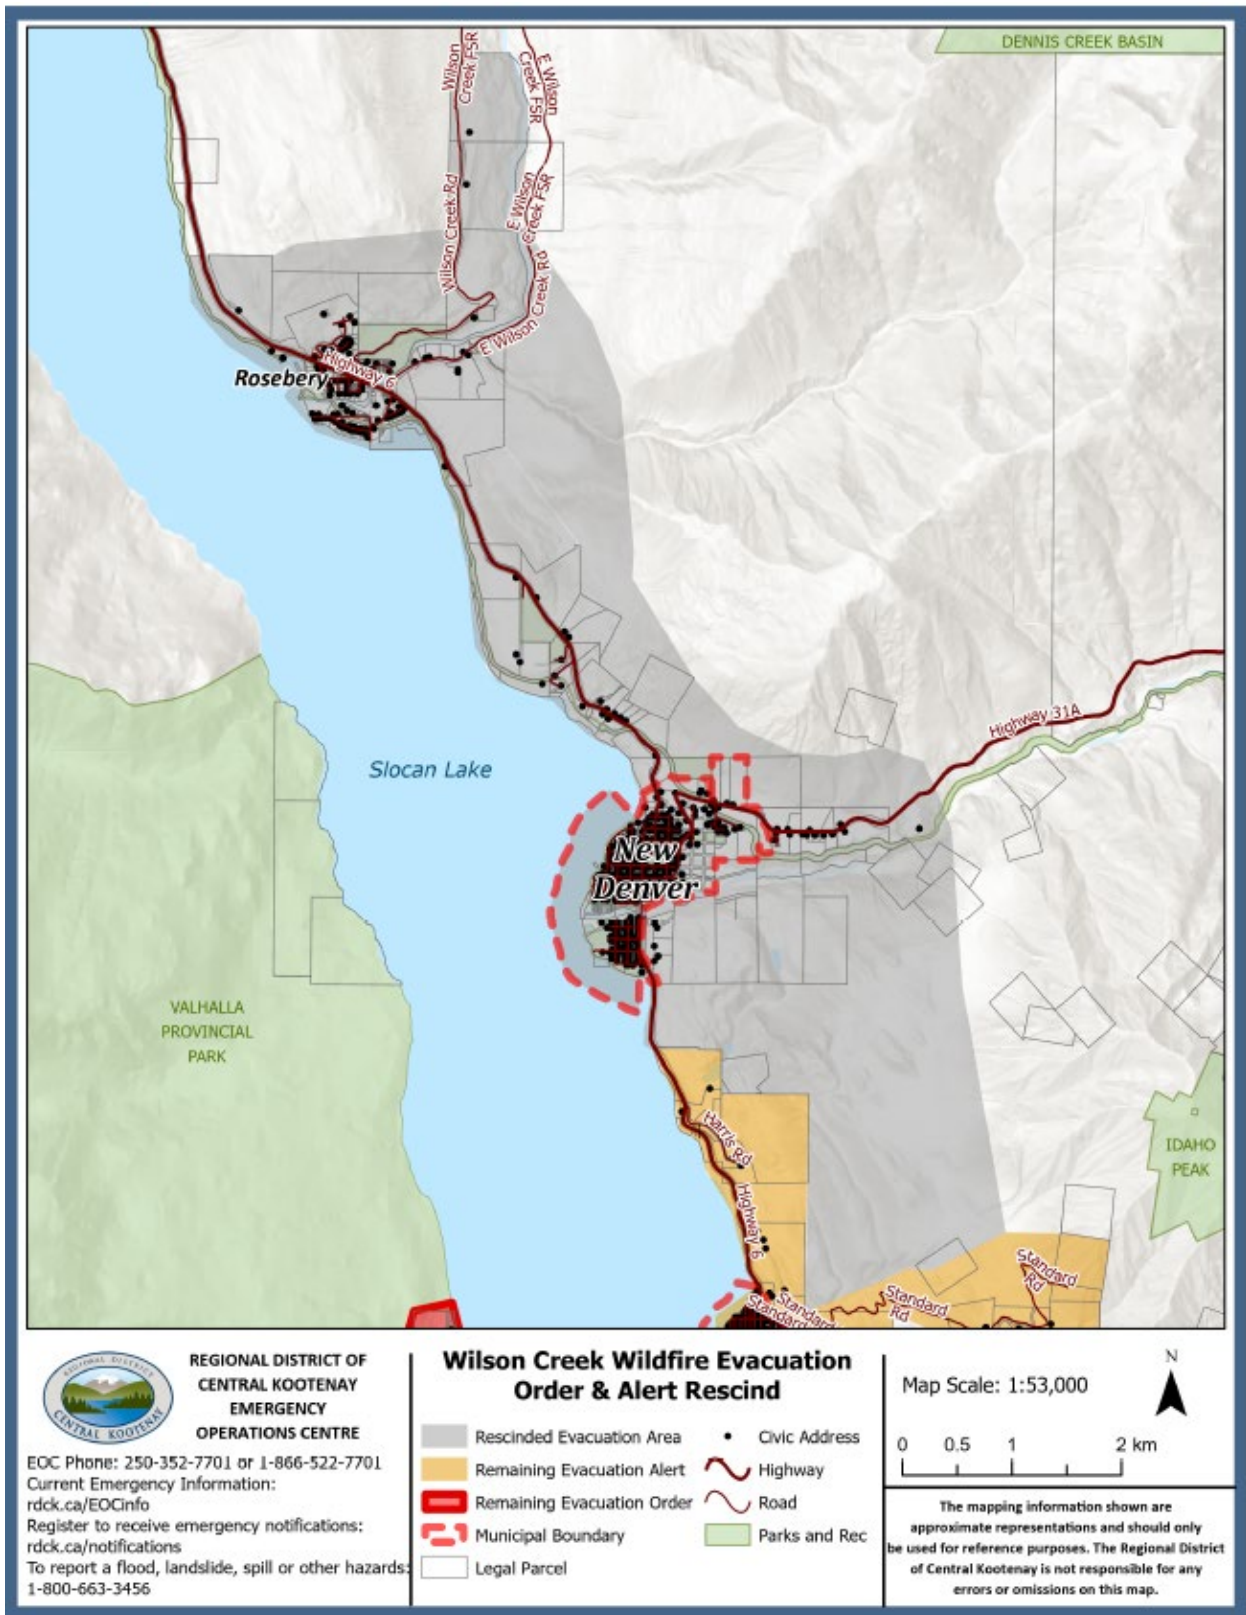 DENNIS CREEK BASIN
Wilson
Creek FSR
E Wilson
Creek FSR
Wilson Creek Rd
E Wilson
Creek FSR
E Wilson Creek Rd
Highway 6
Rosebery
Highway 31A
Slocan Lake
New
Denver
VALHALLA
PROVINCIAL
PARK
Harris Rd
IDAHO
PEAK
Highway 6
Standard
Rd
Standard
Rd
Standard
Standard
REGIONAL DISTRICT
CENTRAL KOOTENAY
REGIONAL DISTRICT OF
CENTRAL KOOTENAY
EMERGENCY
OPERATIONS CENTRE
EOC Phone: 250-352-7701 or 1-866-522-7701
Current Emergency Information:
rdck.ca/EOCinfo
Register to receive emergency notifications:
rdck.ca/notifications
To report a flood, landslide, spill or other hazards:
1-800-663-3456
Wilson Creek Wildfire Evacuation
Order & Alert Rescind
Rescinded Evacuation Area
Remaining Evacuation Alert
Remaining Evacuation Order
Municipal Boundary
Legal Parcel
Civic Address
Highway
Road
Parks and Rec
Map Scale: 1:53,000
N
0 0.5 1 2 km
The mapping information shown are
approximate representations and should only
be used for reference purposes. The Regional District
of Central Kootenay is not responsible for any
errors or omissions on this map.